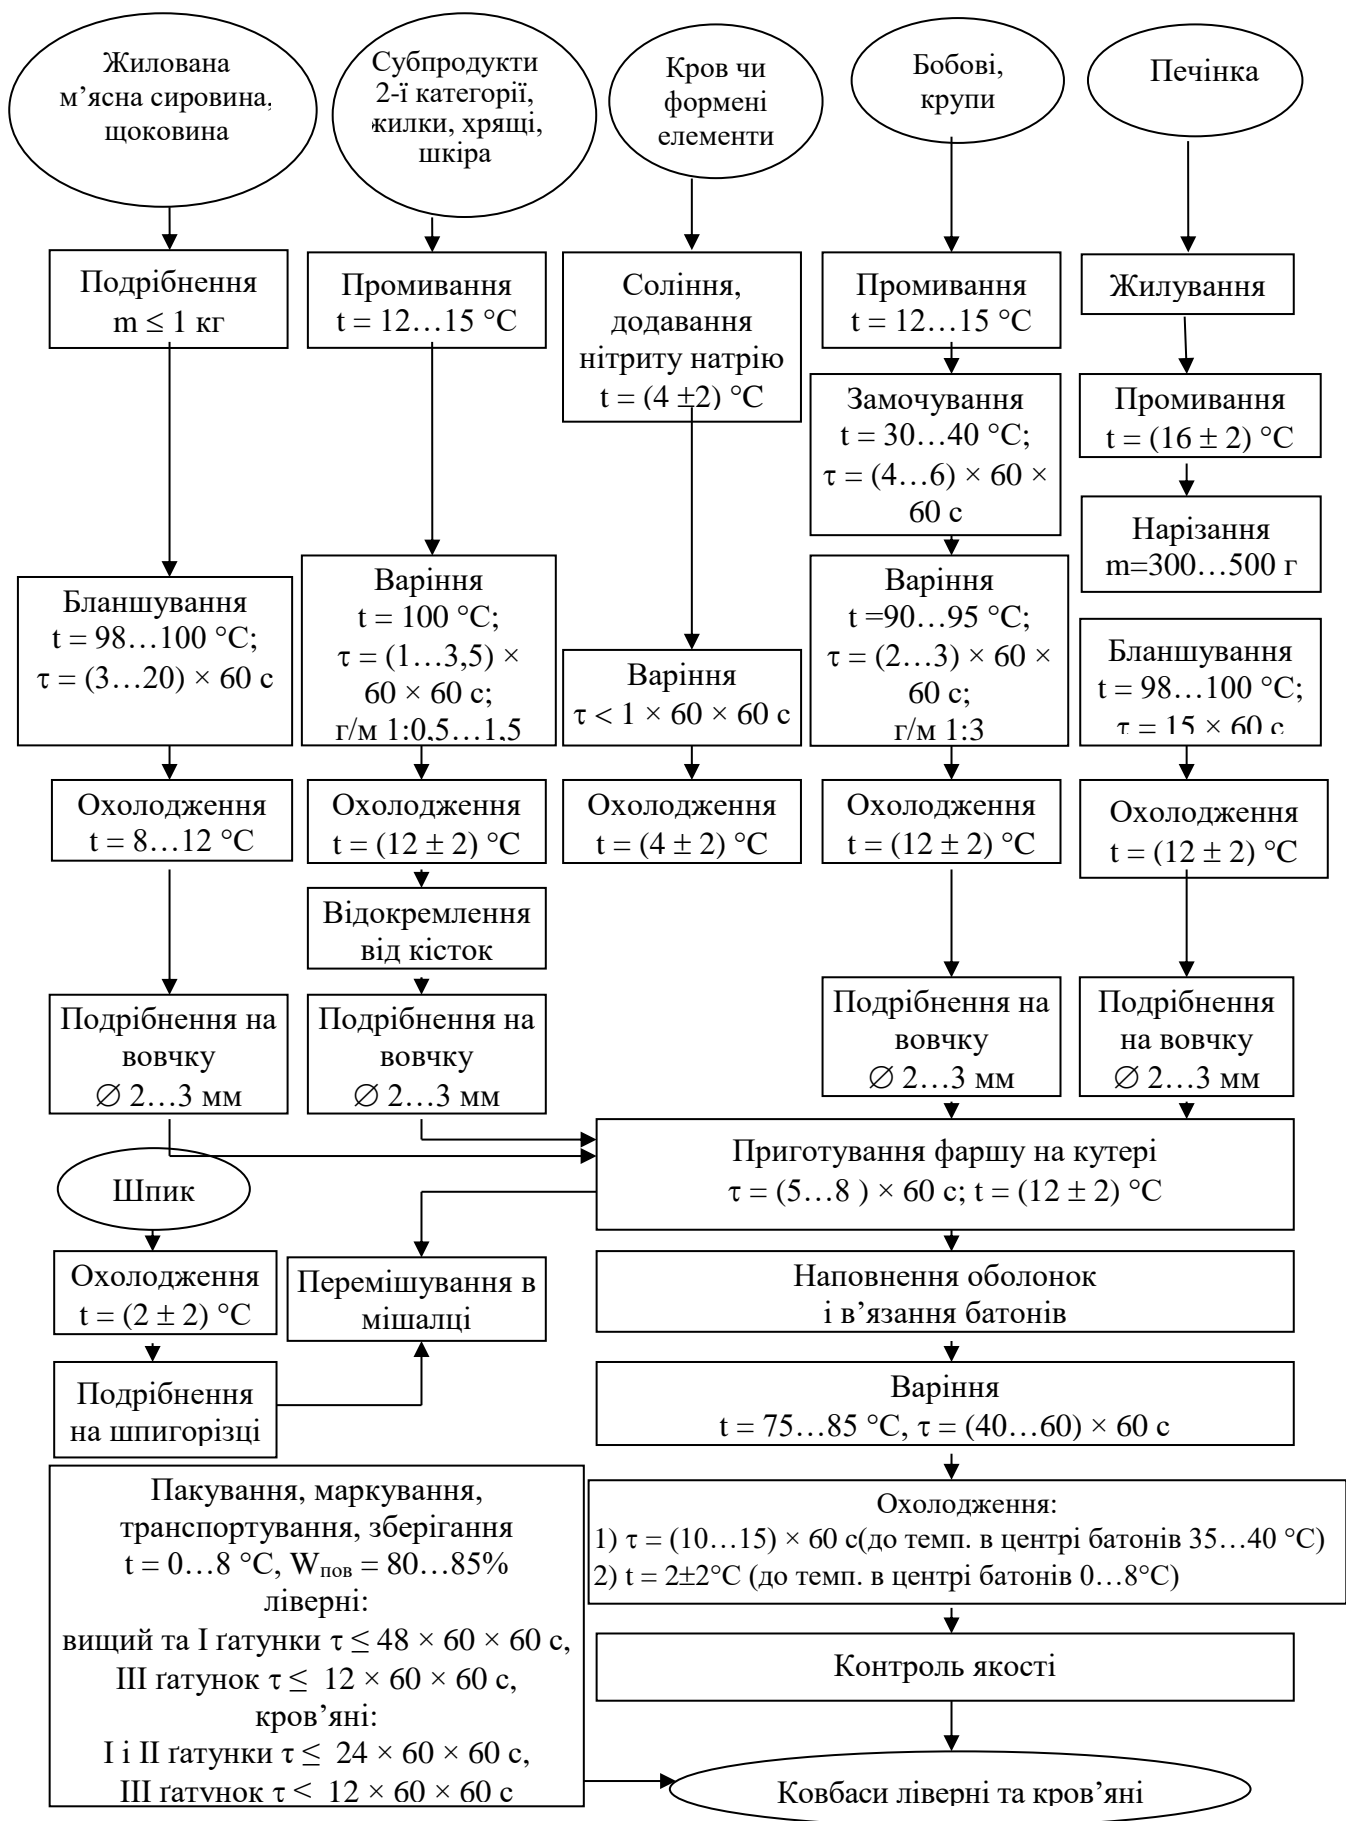 Жилована
м’ясна сировина,
щоковина
Субпродукти
2-ї категорії,
жилки, хрящі,
шкіра
Кров чи
формені
елементи
Бобові,
крупи
Печінка
Подрібнення
m ≤ 1 кг
Промивання
t = 12…15 °С
Соління,
додавання
нітриту натрію
t = (4 ±2) °С
Промивання
t = 12…15 °С
Жилування
Замочування
t = 30…40 °С;
τ = (4…6) × 60 ×
60 с
Промивання
t = (16 ± 2) °С
Нарізання
m=300…500 г
Бланшування
t = 98…100 °С;
τ = (3…20) × 60 с
Варіння
t = 100 °С;
τ = (1…3,5) ×
60 × 60 с;
г/м 1:0,5…1,5
Варіння
τ < 1 × 60 × 60 с
Варіння
t =90…95 °С;
τ = (2…3) × 60 ×
60 с;
г/м 1:3
Бланшування
t = 98…100 °С;
τ = 15 × 60 с
Охолодження
t = 8…12 °С
Охолодження
t = (12 ± 2) °С
Охолодження
t = (4 ± 2) °С
Охолодження
t = (12 ± 2) °С
Охолодження
t = (12 ± 2) °С
Відокремлення
від кісток
Подрібнення на
вовчку
∅ 2…3 мм
Подрібнення на
вовчку
∅ 2…3 мм
Подрібнення на
вовчку
∅ 2…3 мм
Подрібнення
на вовчку
∅ 2…3 мм
Приготування фаршу на кутері
τ = (5…8 ) × 60 с; t = (12 ± 2) °С
Шпик
Охолодження
t = (2 ± 2) °С
Перемішування в
мішалці
Наповнення оболонок
і в’язання батонів
Подрібнення
на шпигорізці
Варіння
t = 75…85 °С, τ = (40…60) × 60 с
Пакування, маркування,
транспортування, зберігання
t = 0…8 °С, Wпов = 80…85%
ліверні:
вищий та І ґатунки τ ≤ 48 × 60 × 60 с,
ІІІ ґатунок τ ≤ 12 × 60 × 60 с,
кров’яні:
І і ІІ ґатунки τ ≤ 24 × 60 × 60 с,
ІІІ ґатунок τ < 12 × 60 × 60 с
Охолодження:
1) τ = (10…15) × 60 с(до темп. в центрі батонів 35…40 °С)
2) t = 2±2°С (до темп. в центрі батонів 0…8°С)
Контроль якості
Ковбаси ліверні та кров’яні